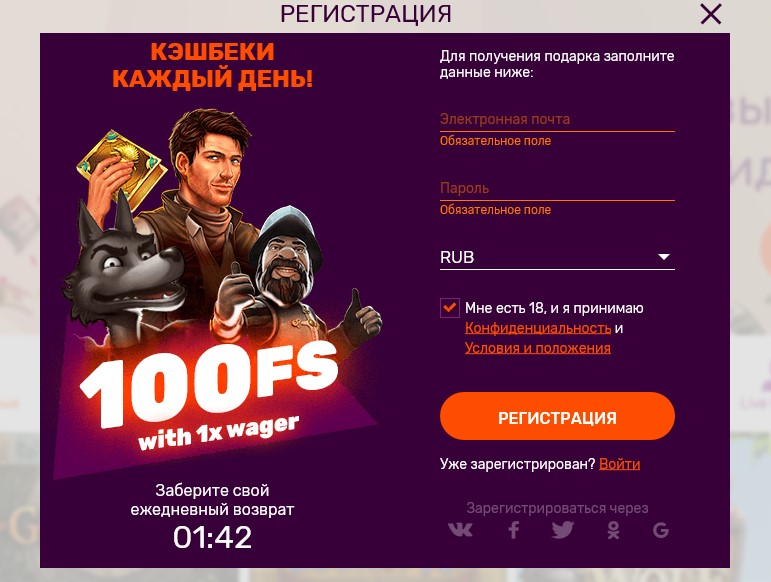 РЕГИСТРАЦИЯ
КЭШБЕКИ
КАЖДЫЙ ДЕНЬ!
100FS
with 1x wager
Заберите свой
ежедневный возврат
01:42
Для получения подарка заполните
данные ниже:
Электронная почта
Обязательное поле
Пароль
Обязательное поле
RUB
Мне есть 18, и я принимаю
Конфиденциальность и
Условия и положения
РЕГИСТРАЦИЯ
Уже зарегистрирован? Войти
Зарегистрироваться через